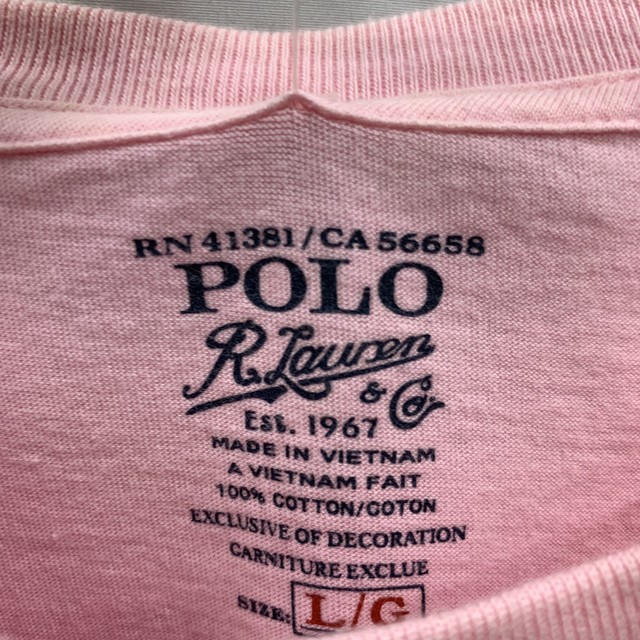 RN 41381/CA 56658
POLO
R. Lauren
& Co.
EST. 1967
MADE IN VIETNAM
A VIETNAM FAIT
100% COTTON/COTON
EXCLUSIVE OF DECORATION
GARNITURE EXCLUE
SIZE: L/G